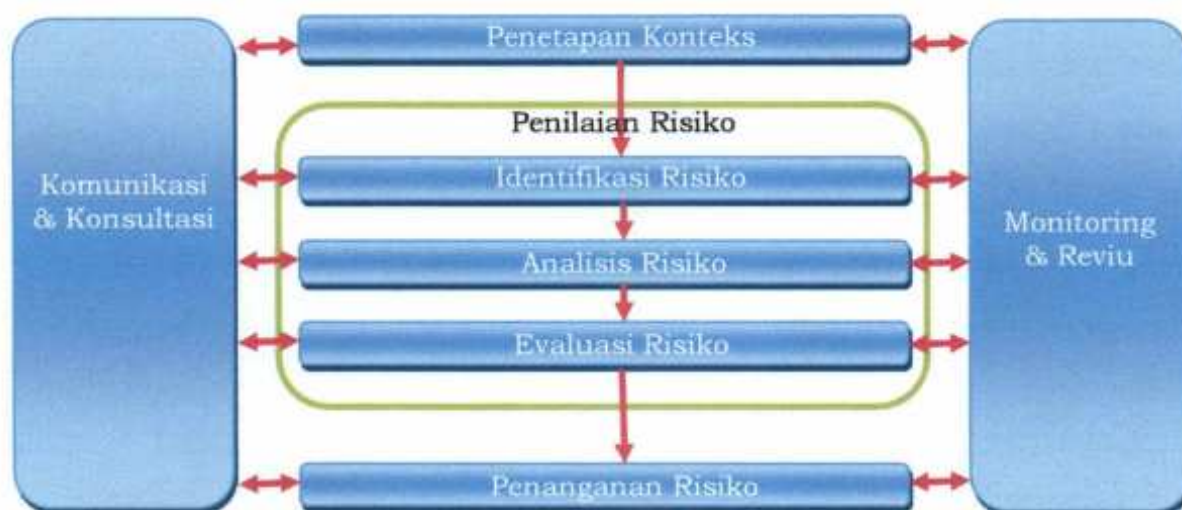 Penetapan Konteks
Penilaian Risiko
Identifikasi Risiko
Komunikasi
& Konsultasi
Analisis Risiko
Monitoring
& Reviu
Evaluasi Risiko
Penanganan Risiko